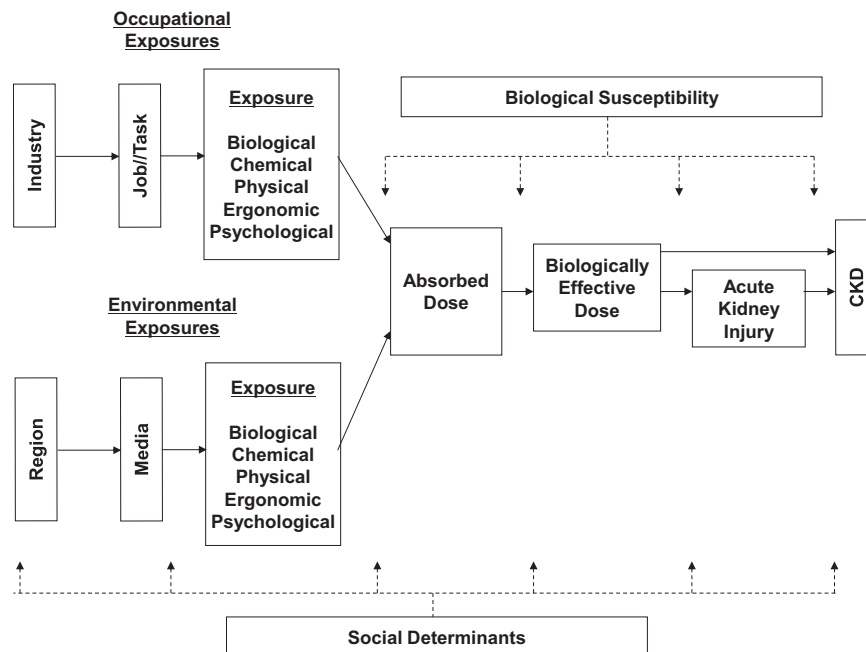 Occupational
Exposures
Industry
Job//Task
Exposure
Biological
Chemical
Physical
Ergonomic
Psychological
Biological Susceptibility
Absorbed
Dose
Biologically
Effective
Dose
Acute
Kidney
Injury
CKD
Environmental
Exposures
Region
Media
Exposure
Biological
Chemical
Physical
Ergonomic
Psychological
Social Determinants